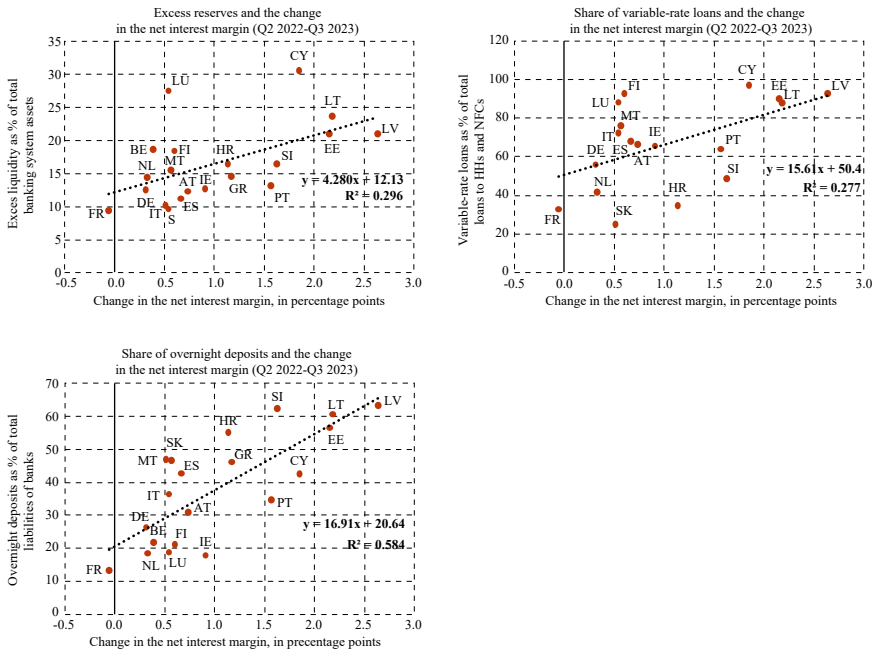 Excess reserves and the change
in the net interest margin (Q2 2022-Q3 2023)
Exces liquidity as % of total
banking system assets
35
30
25
20
15
10
5
0
CY
LU
LT
LV
EE
BE
FI
HR
SI
NL
MT
AT
IE
GR
PT
DE
IT
S
ES
FR
y = 4.280x + 12.13
R² = 0.296
-0.5
0.0
0.5
1.0
1.5
2.0
2.5
3.0
Change in the net interest margin, in percentage points
Share of variable-rate loans and the change
in the net interest margin (Q2 2022-Q3 2023)
Variable-rate loans as % of total
loans to HHs and NFCs
120
100
80
60
40
20
0
CY
FI
EE
LT
LV
LU
MT
IT
IE
PT
DE
ES
AT
SI
NL
HR
FR
SK
y = 15.61x + 50.4
R² = 0.277
-0.5
0.0
0.5
1.0
1.5
2.0
2.5
3.0
Change in the net interest margin, in percentage points
Share of overnight deposits and the change
in the net interest margin (Q2 2022-Q3 2023)
Overnight deposits as % of total
liabilities of banks
70
60
50
40
30
20
10
0
SI
LT
LV
HR
EE
SK
MT
ES
GR
CY
IT
AT
PT
DE
BE
FI
IE
NL
LU
FR
y = 16.91x + 20.64
R² = 0.584
-0.5
0.0
0.5
1.0
1.5
2.0
2.5
3.0
Change in the net interest margin, in percentage points